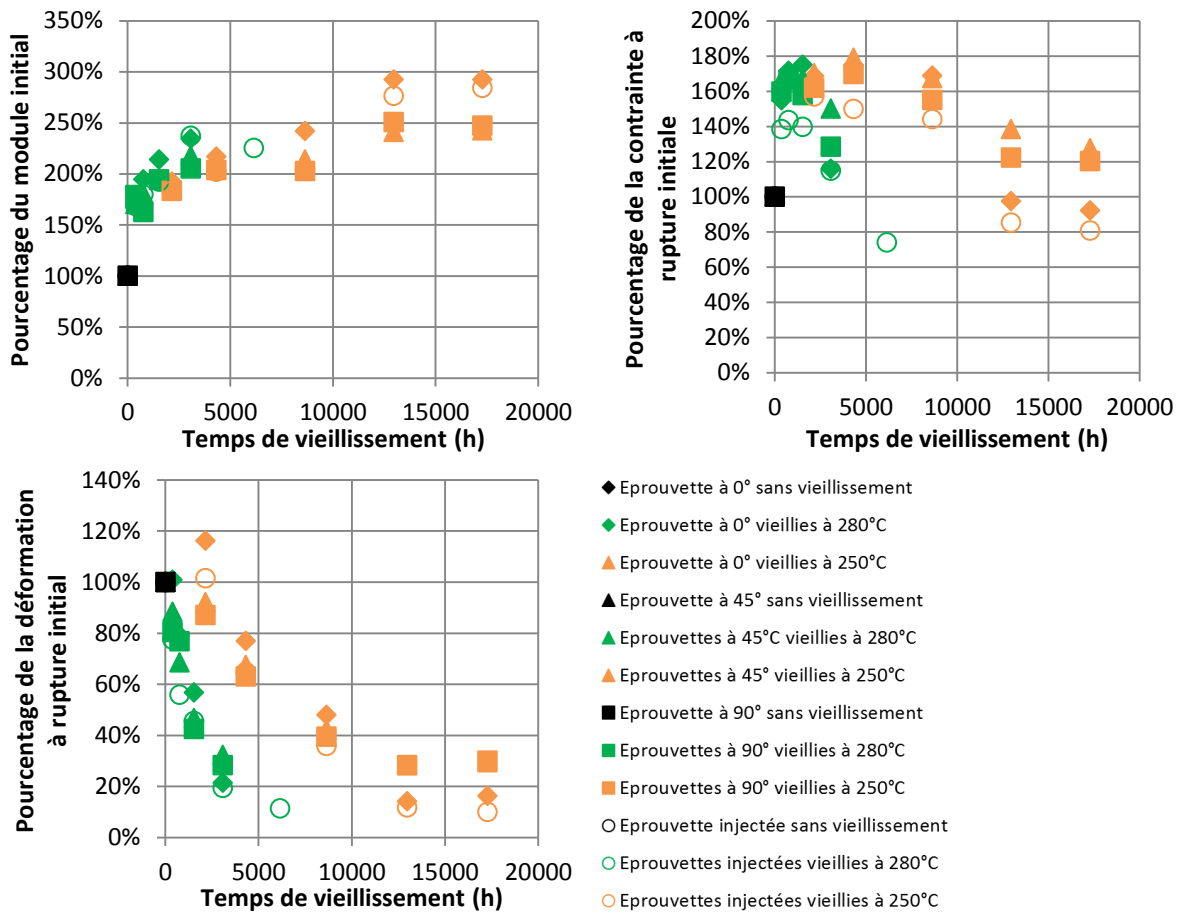 Pourcentage du module initial
350%
300%
250%
200%
150%
100%
50%
0%
0
5000
10000
15000
20000
Temps de vieillissement (h)
Pourcentage de la contrainte à
rupture initiale
200%
180%
160%
140%
120%
100%
80%
60%
40%
20%
0%
0
5000
10000
15000
20000
Temps de vieillissement (h)
Pourcentage de la déformation
à rupture initial
140%
120%
100%
80%
60%
40%
20%
0%
0
5000
10000
15000
20000
Temps de vieillissement (h)
Eprouvette à 0° sans vieillissement
Eprouvette à 0° vieillies à 280°C
Eprouvette à 0° vieillies à 250°C
Eprouvette à 45° sans vieillissement
Eprouvettes à 45°C vieillies à 280°C
Eprouvettes à 45° vieillies à 250°C
Eprouvette à 90° sans vieillissement
Eprouvettes à 90° vieillies à 280°C
Eprouvettes à 90° vieillies à 250°C
Eprouvette injectée sans vieillissement
Eprouvettes injectées vieillies à 280°C
Eprouvettes injectées vieillies à 250°C